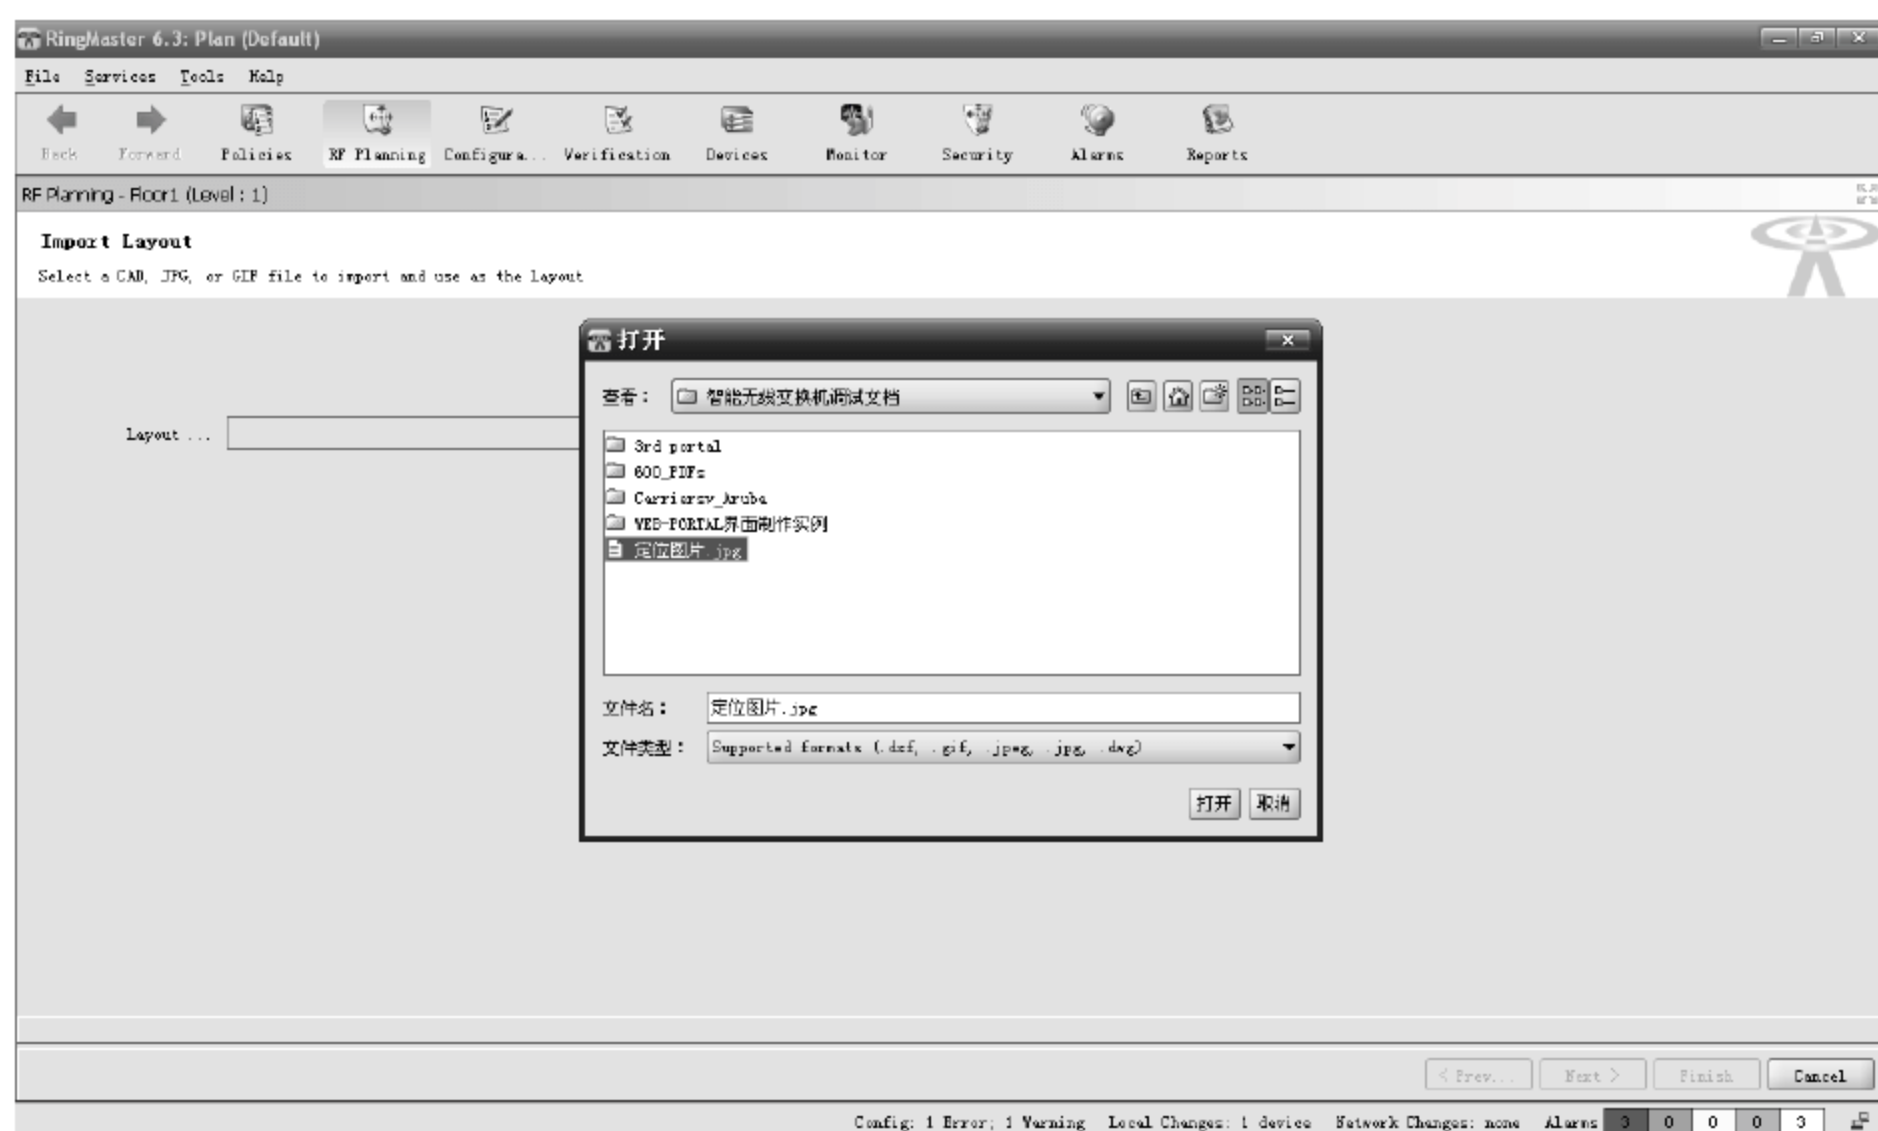 RingMaster 6.3: Plan (Default)
File Services Tools Help
Back Forward Policies RF Planning Configura... Verification Devices Monitor Security Alarms Reports
RF Planning - Floor1 (Level : 1)
Import Layout
Select a CAD, JPG, or GIF file to import and use as the layout
打开
查看： 智能无线交换机调试文档
Layout ...
3rd portal
600_PDFs
Carriersv_Aruba
WEB-PORTAL界面制作实例
定位图片.jpg
文件名： 定位图片.jpg
文件类型： Supported formats (.dxf, .gif, .jpeg, .jpg, .dwg)
打开 取消
< Prev... Next > Finish Cancel
Config: 1 Error; 1 Warning Local Changes: 1 device Network Changes: none Alarms 3 0 0 0 3